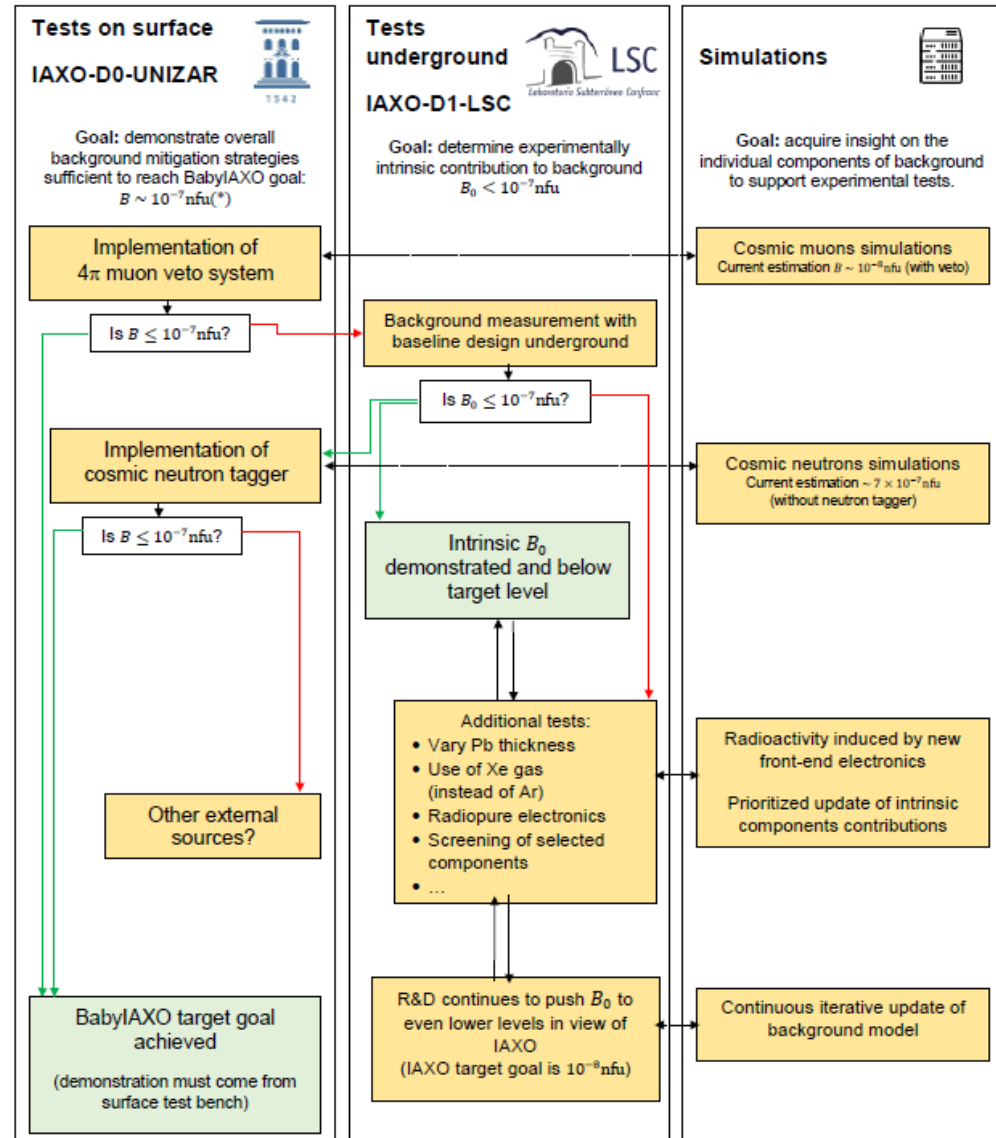 Tests on surface
IAXO-D0-UNIZAR
1542
Goal: demonstrate overall
background mitigation strategies
sufficient to reach BabyIAXO goal:
B ~ 10⁻⁷nfu(*)
Implementation of
4π muon veto system
Is B ≤ 10⁻⁷nfu?
Implementation of
cosmic neutron tagger
Is B ≤ 10⁻⁷nfu?
Other external
sources?
BabyIAXO target goal
achieved
(demonstration must come from
surface test bench)
Tests
underground
IAXO-D1-LSC
LSC
Laboratorio Subterráneo Canfranc
Goal: determine experimentally
intrinsic contribution to background
B₀ < 10⁻⁷nfu
Background measurement with
baseline design underground
Is B₀ ≤ 10⁻⁷nfu?
Intrinsic B₀
demonstrated and below
target level
Additional tests:
• Vary Pb thickness
• Use of Xe gas
(instead of Ar)
• Radiopure electronics
• Screening of selected
components
• ...
R&D continues to push B₀ to
even lower levels in view of
IAXO
(IAXO target goal is 10⁻⁸nfu)
Simulations
Goal: acquire insight on the
individual components of background
to support experimental tests.
Cosmic muons simulations
Current estimation B ~ 10⁻⁸nfu (with veto)
Cosmic neutrons simulations
Current estimation ~ 7 × 10⁻⁷nfu
(without neutron tagger)
Radioactivity induced by new
front-end electronics
Prioritized update of intrinsic
components contributions
Continuous iterative update of
background model